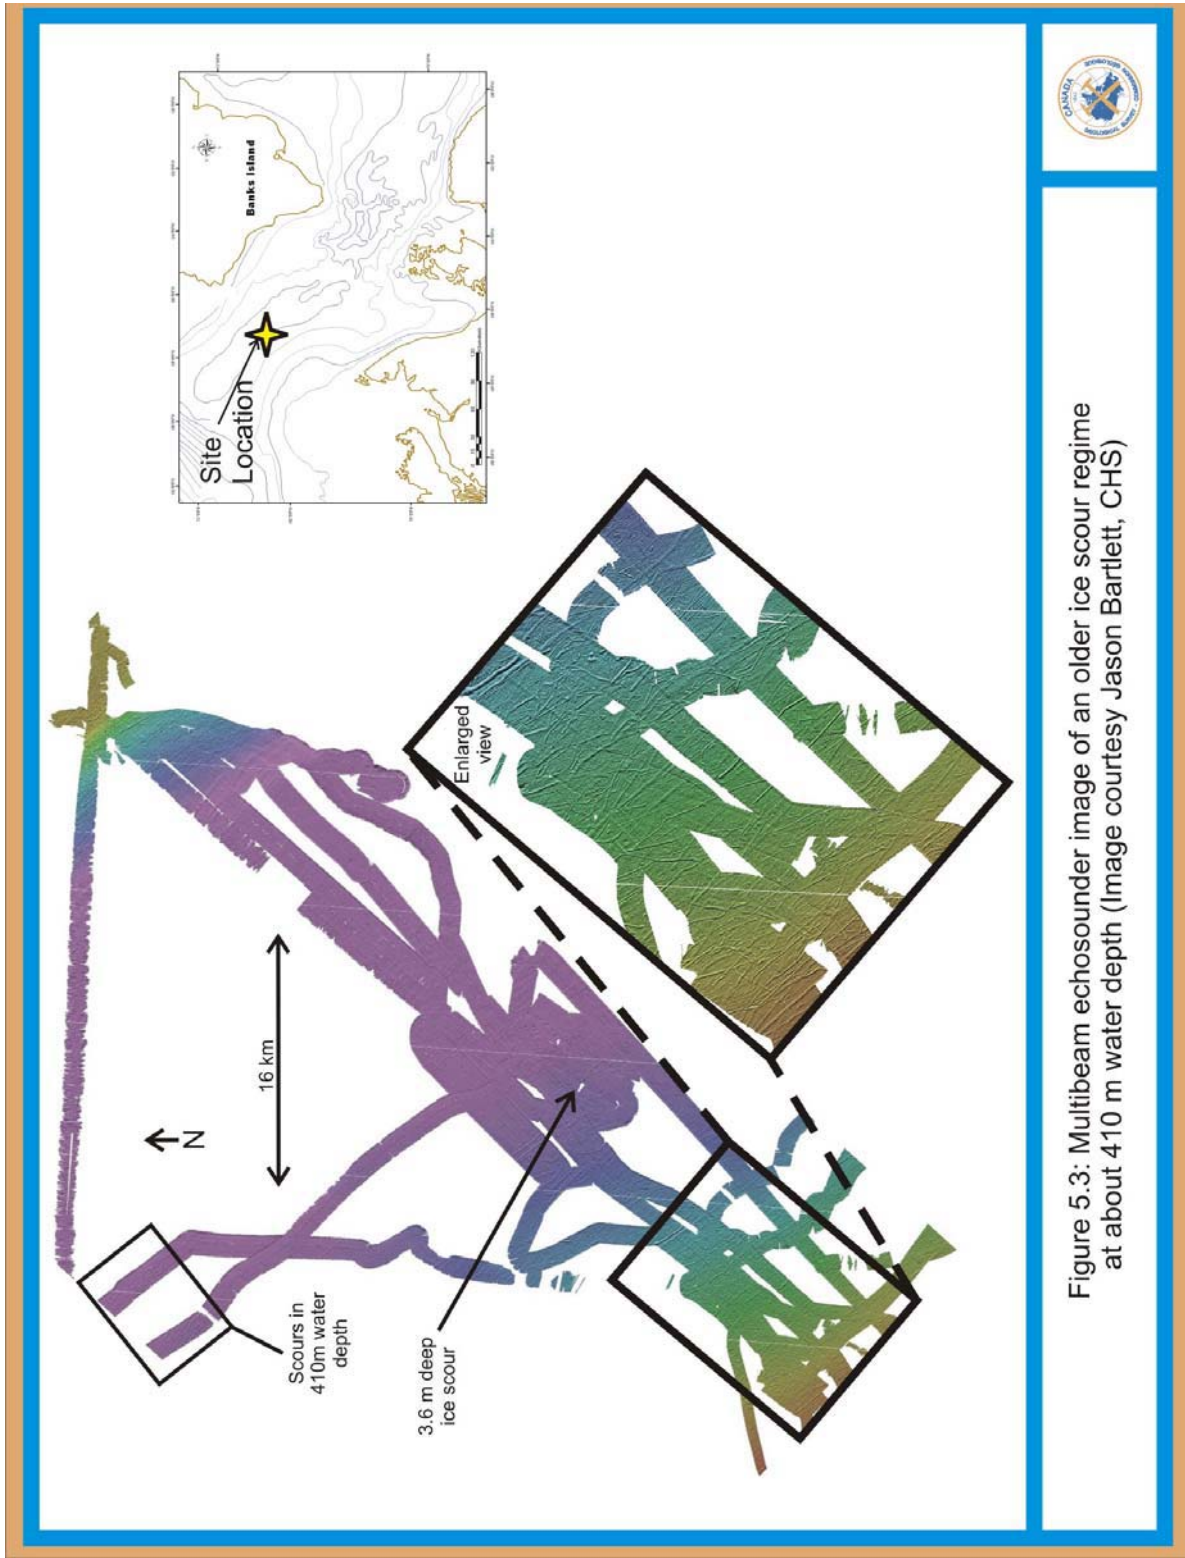 Scours in
410m water
depth
3.6 m deep
ice scour
N
16 km
Enlarged
view
Site
Location
Banks Island
CANADA
Figure 5.3: Multibeam echosounder image of an older ice scour regime
at about 410 m water depth (Image courtesy Jason Bartlett, CHS)